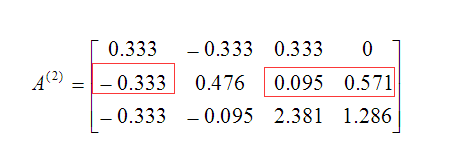 0.333 − 0.333 0.333 0
A(2) = − 0.333 0.476 0.095 0.571
− 0.333 − 0.095 2.381 1.286